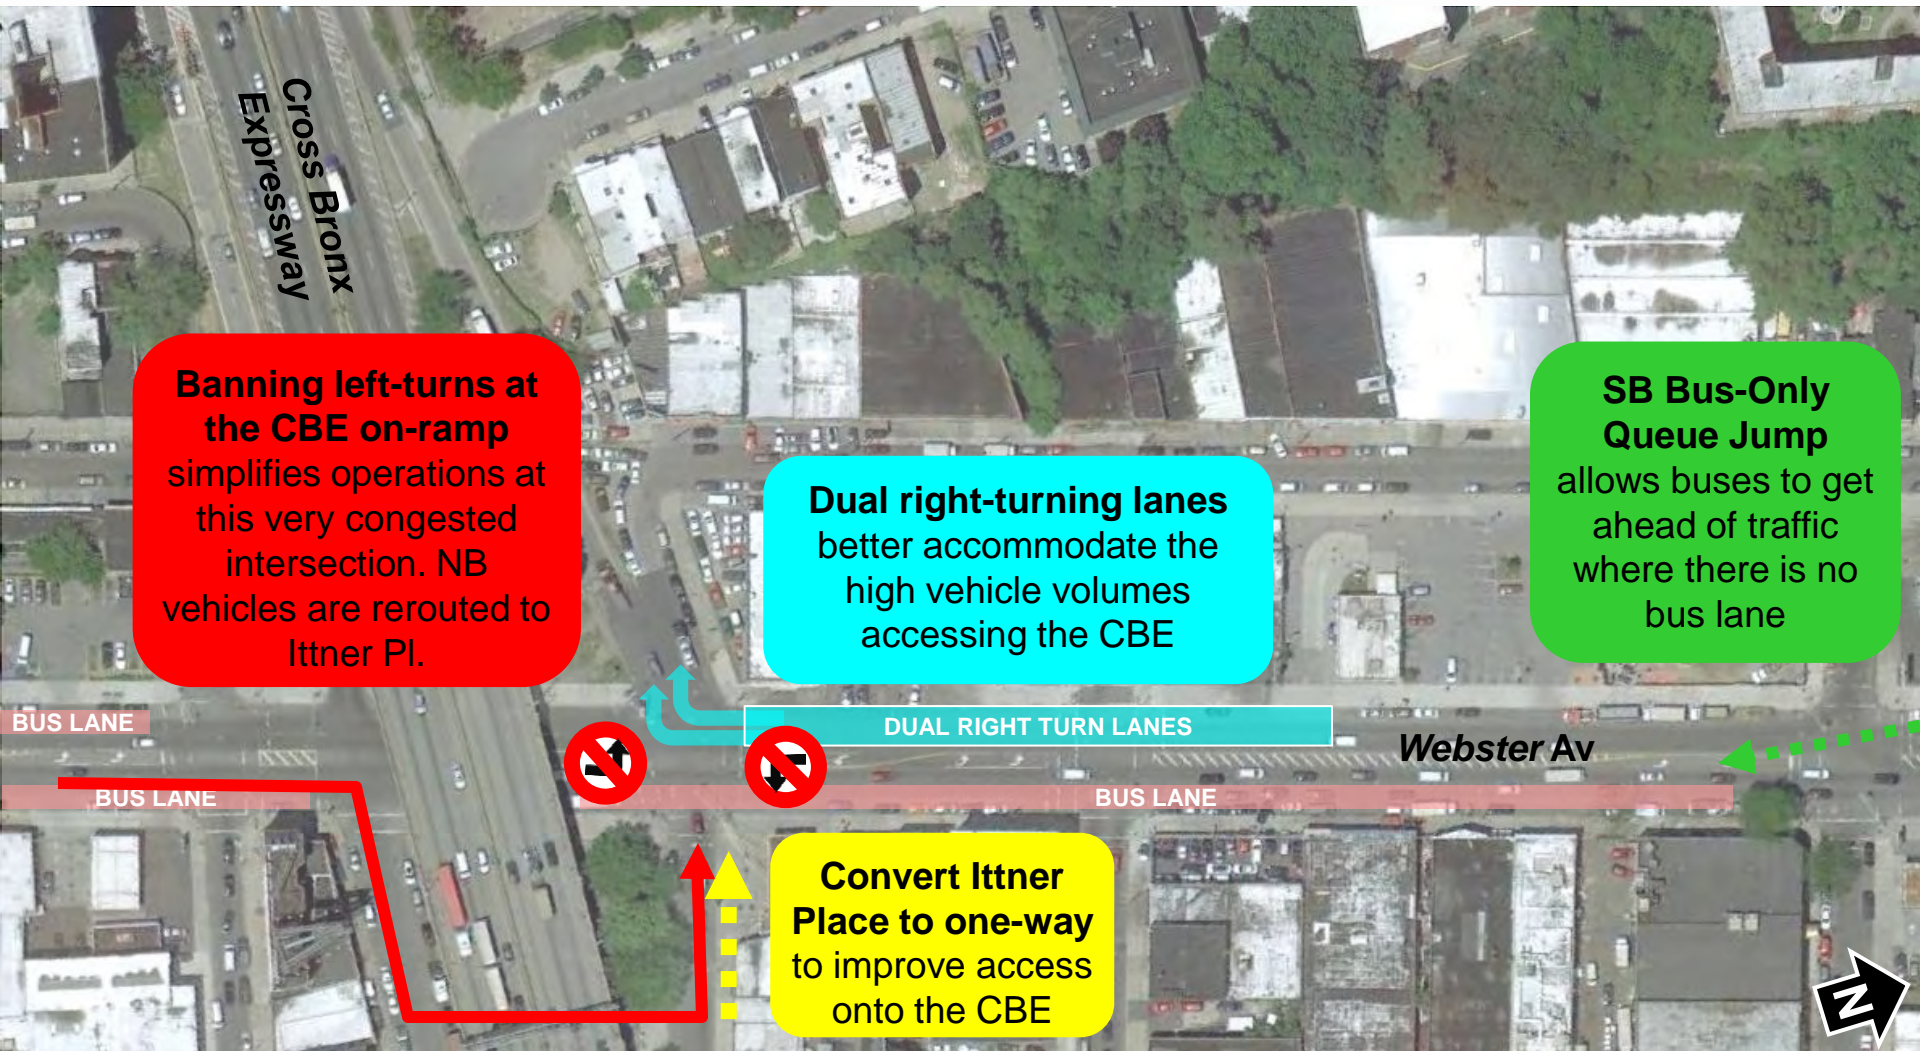 Cross Bronx
Expressway
Banning left-turns at
the CBE on-ramp
simplifies operations at
this very congested
intersection. NB
vehicles are rerouted to
Ittner Pl.
Dual right-turning lanes
better accommodate the
high vehicle volumes
accessing the CBE
SB Bus-Only
Queue Jump
allows buses to get
ahead of traffic
where there is no
bus lane
BUS LANE
DUAL RIGHT TURN LANES
Webster Av
BUS LANE
BUS LANE
Convert Ittner
Place to one-way
to improve access
onto the CBE
N